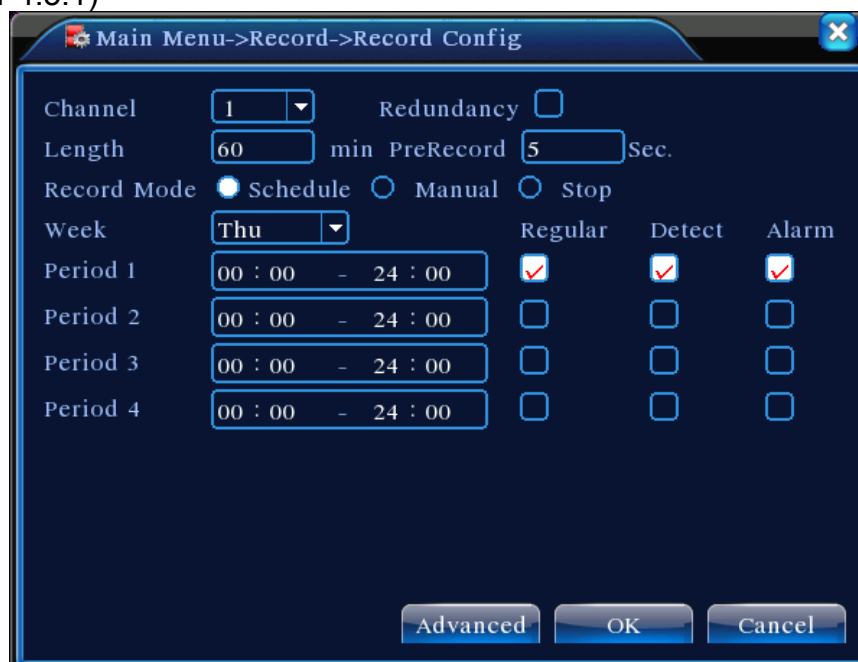 Main Menu->Record->Record Config
Channel 1 Redundancy
Length 60 min PreRecord 5 Sec.
Record Mode Schedule Manual Stop
Week Thu Regular Detect Alarm
Period 1 00 : 00 - 24 : 00
Period 2 00 : 00 - 24 : 00
Period 3 00 : 00 - 24 : 00
Period 4 00 : 00 - 24 : 00
Advanced OK Cancel